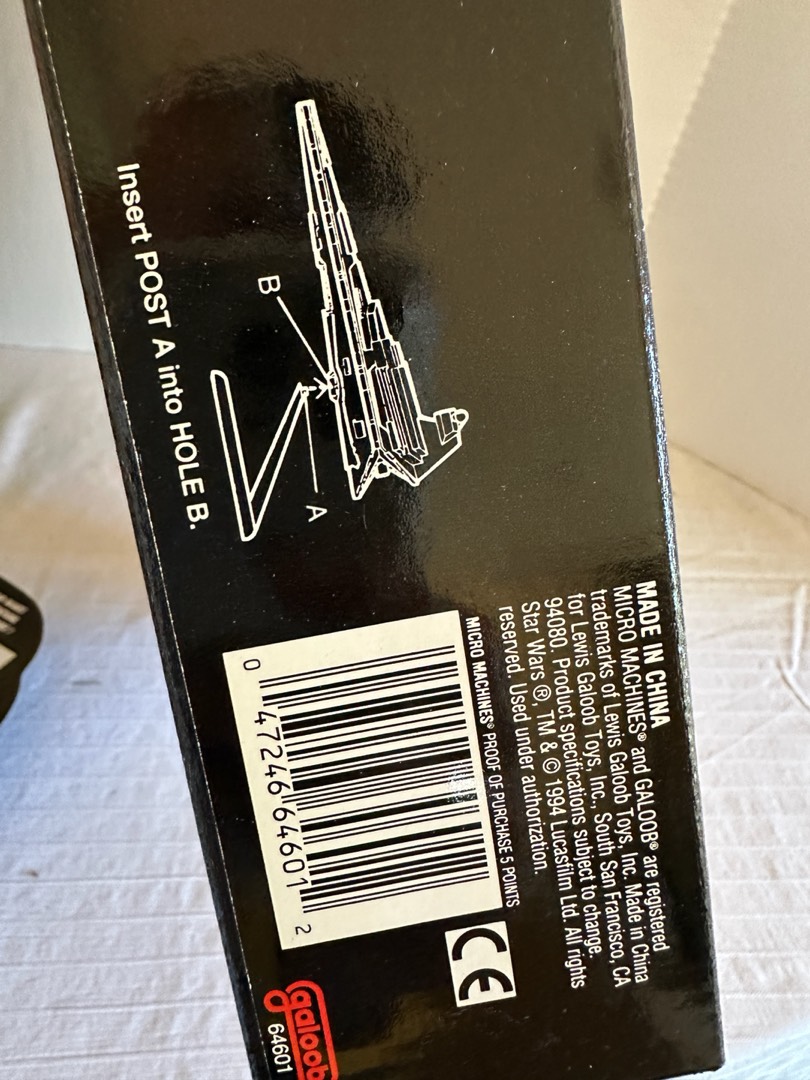 B
A
Insert POST A into HOLE B.
MADE IN CHINA
MICRO MACHINES® and GALOOB® are registered
trademarks of Lewis Galoob Toys, Inc. Made in China
for Lewis Galoob Toys, Inc., South San Francisco, CA
94080. Product specifications subject to change.
Star Wars ®, TM & © 1994 Lucasfilm Ltd. All rights
reserved. Used under authorization.
MICRO MACHINES® PROOF OF PURCHASE 5 POINTS
0 47246 64601 2
CE
galoob
64601